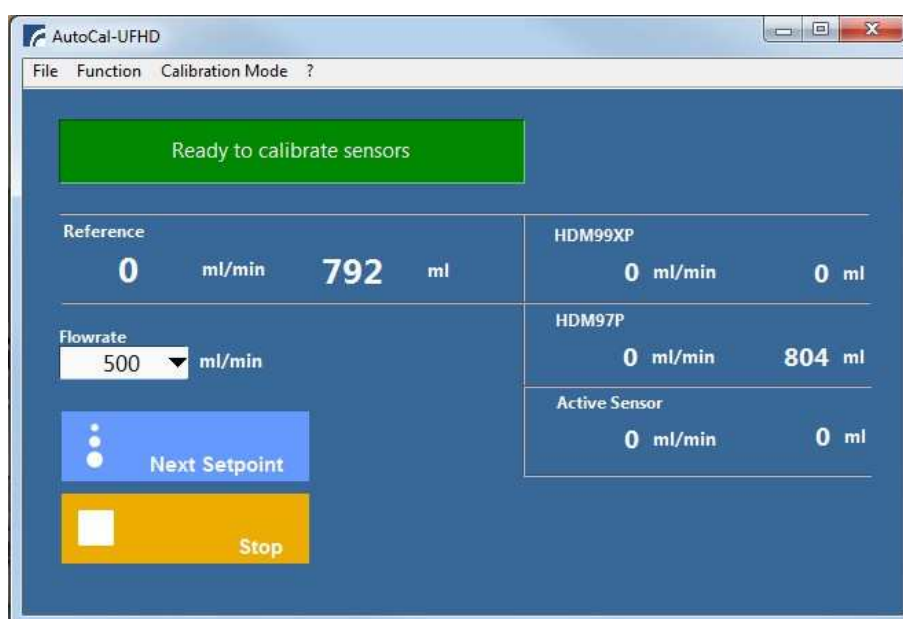 AutoCal-UFHD
File Function Calibration Mode ?
Ready to calibrate sensors
Reference
0 ml/min 792 ml
Flowrate
500 ml/min
Next Setpoint
Stop
HDM99XP
0 ml/min 0 ml
HDM97P
0 ml/min 804 ml
Active Sensor
0 ml/min 0 ml